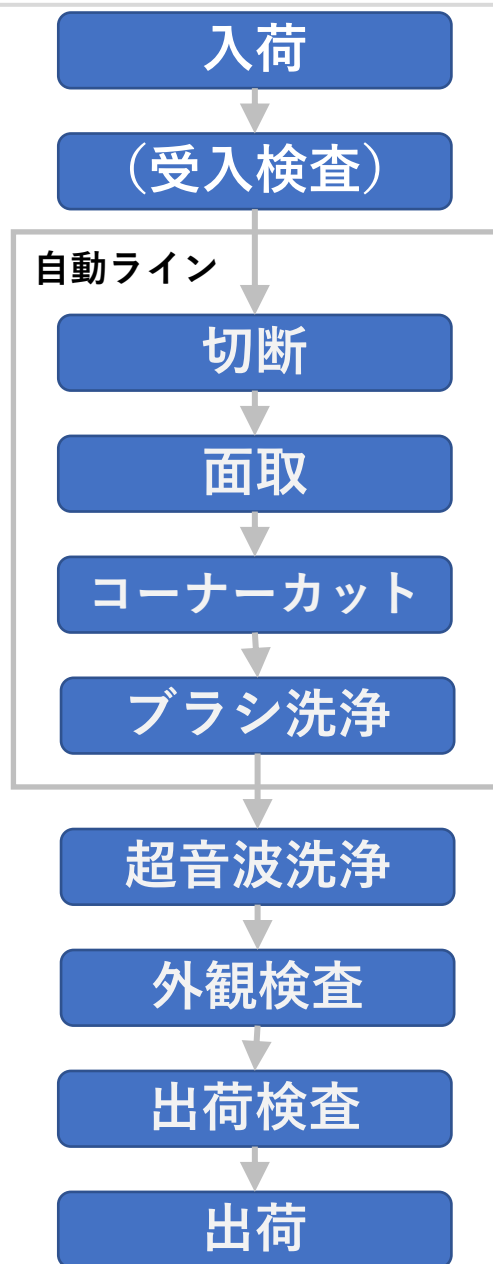 入荷
（受入検査）
自動ライン
切断
面取
コーナーカット
ブラシ洗浄
超音波洗浄
外観検査
出荷検査
出荷